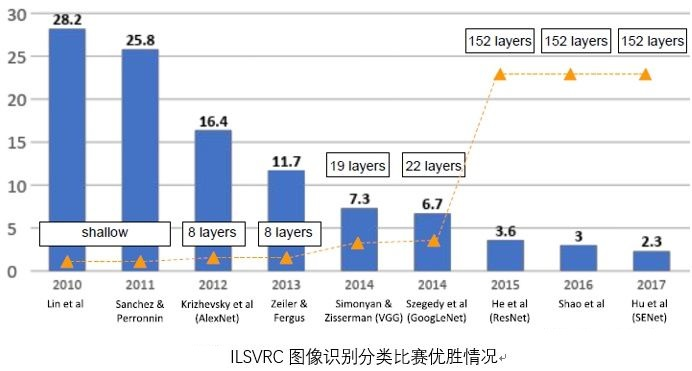 30
28.2
25.8
152 layers
152 layers
152 layers
25
20
16.4
15
11.7
19 layers
22 layers
10
7.3
6.7
shallow
8 layers
8 layers
5
3.6
3
2.3
0
2010
2011
2012
2013
2014
2014
2015
2016
2017
Lin et al
Sanchez &
Perronnin
Krizhevsky et al
(AlexNet)
Zeiler &
Fergus
Simonyan &
Zisserman (VGG)
Szegedy et al
(GoogLeNet)
He et al
(ResNet)
Shao et al
Hu et al
(SENet)
ILSVRC 图像识别分类比赛优胜情况